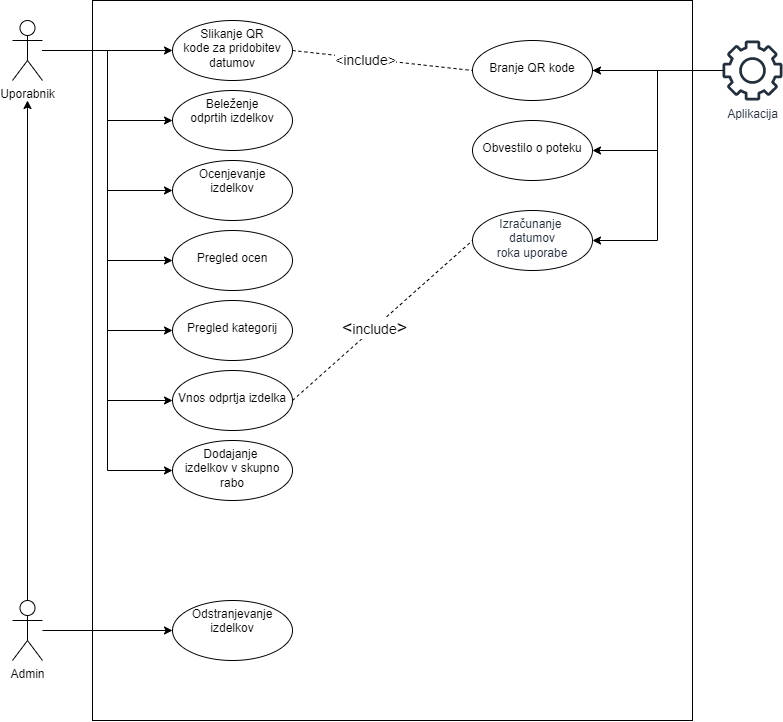 Uporabnik
Slikanje QR
kode za pridobitev
datumov
<include>
Branje QR kode
Aplikacija
Beleženje
odprtih izdelkov
Obvestilo o poteku
Ocenjevanje
izdelkov
Izračunanje
datumov
roka uporabe
Pregled ocen
<include>
Pregled kategorij
Vnos odprtja izdelka
Dodajanje
izdelkov v skupno
rabo
Odstranjevanje
izdelkov
Admin